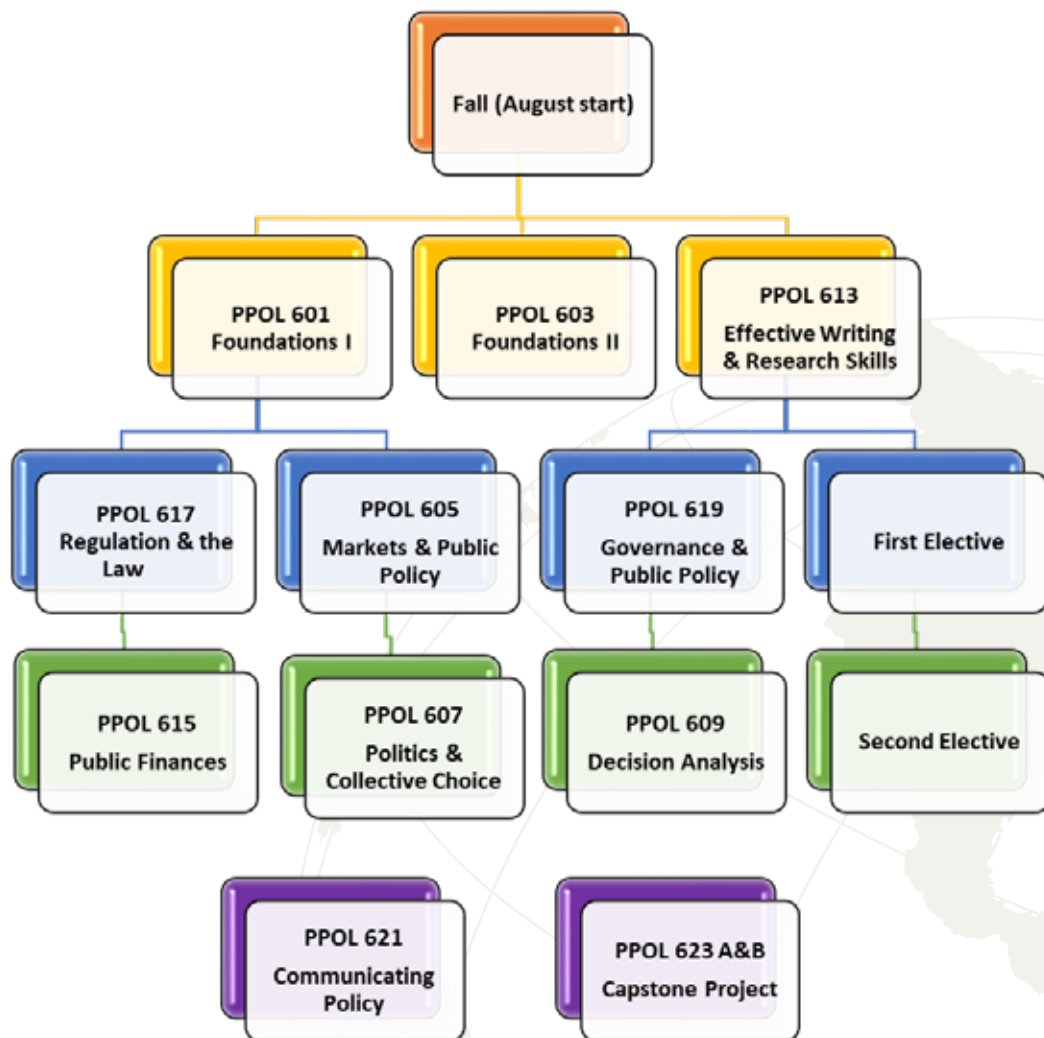 Fall (August start)
PPOL 601
Foundations I
PPOL 603
Foundations II
PPOL 613
Effective Writing
& Research Skills
PPOL 617
Regulation & the
Law
PPOL 605
Markets & Public
Policy
PPOL 619
Governance &
Public Policy
First Elective
PPOL 615
Public Finances
PPOL 607
Politics &
Collective Choice
PPOL 609
Decision Analysis
Second Elective
PPOL 621
Communicating
Policy
PPOL 623 A&B
Capstone Project